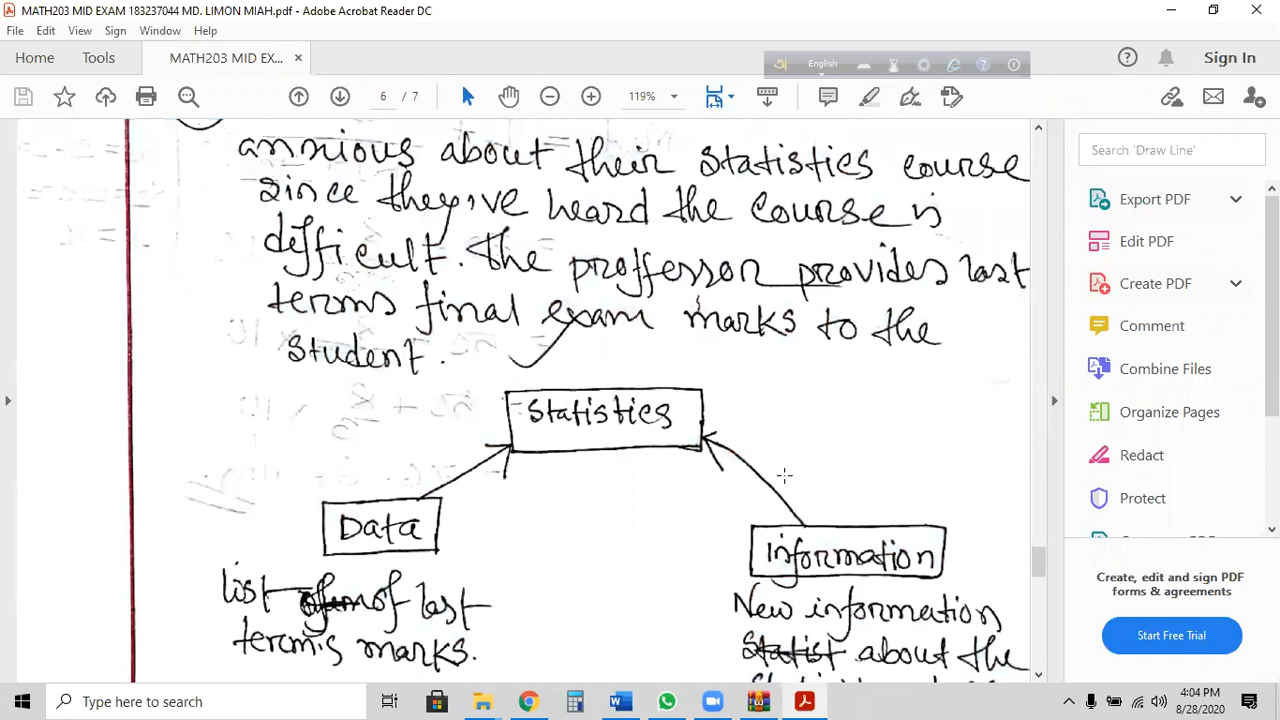 MATH203 MID EXAM 183237044 MD. LIMON MIAH.pdf - Adobe Acrobat Reader DC
File Edit View Sign Window Help
Home Tools MATH203 MID EX... × English Sign In
6 / 7 119%
annious about their statistics course
since they've heard the course is
difficult. The proffessor provides last
terms final exam marks to the
student.
Statistics
Data
information
list of last
term's marks.
New information
about the
Search 'Draw Line'
Export PDF
Edit PDF
Create PDF
Comment
Combine Files
Organize Pages
Redact
Protect
Create, edit and sign PDF
forms & agreements
Start Free Trial
Type here to search
4:04 PM
8/28/2020